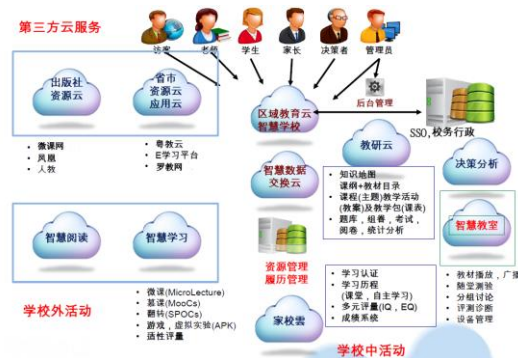 第三方云服务
访客
老师
学生
家长
决策者
管理员
出版社
资源云
省市
资源云
应用云
区域教育云
智慧学校
后台管理
SSO,校务行政
• 微课网
• 凤凰
• 人教
• 粤教云
• E学习平台
• 罗教网
教研云
决策分析
智慧数据
交换云
• 知识地图
课纲+教材目录
• 课程(主题)教学活动
(教案)及教学包(课表)
• 题库，组卷，考试，
阅卷，统计分析
智慧阅读
智慧学习
智慧教室
资源管理
履历管理
学校外活动
• 微课(MicroLecture)
• 慕课(MooCs)
• 翻转(SPOCs)
• 游戏，虚拟实验(APK)
• 适性评量
• 学习认证
• 学习历程
(课堂，自主学习)
• 多元评量(IQ，EQ)
• 成绩系统
• 教材播放，广播
• 随堂测验
• 分组讨论
• 评测诊断
• 设备管理
家校雲
学校中活动